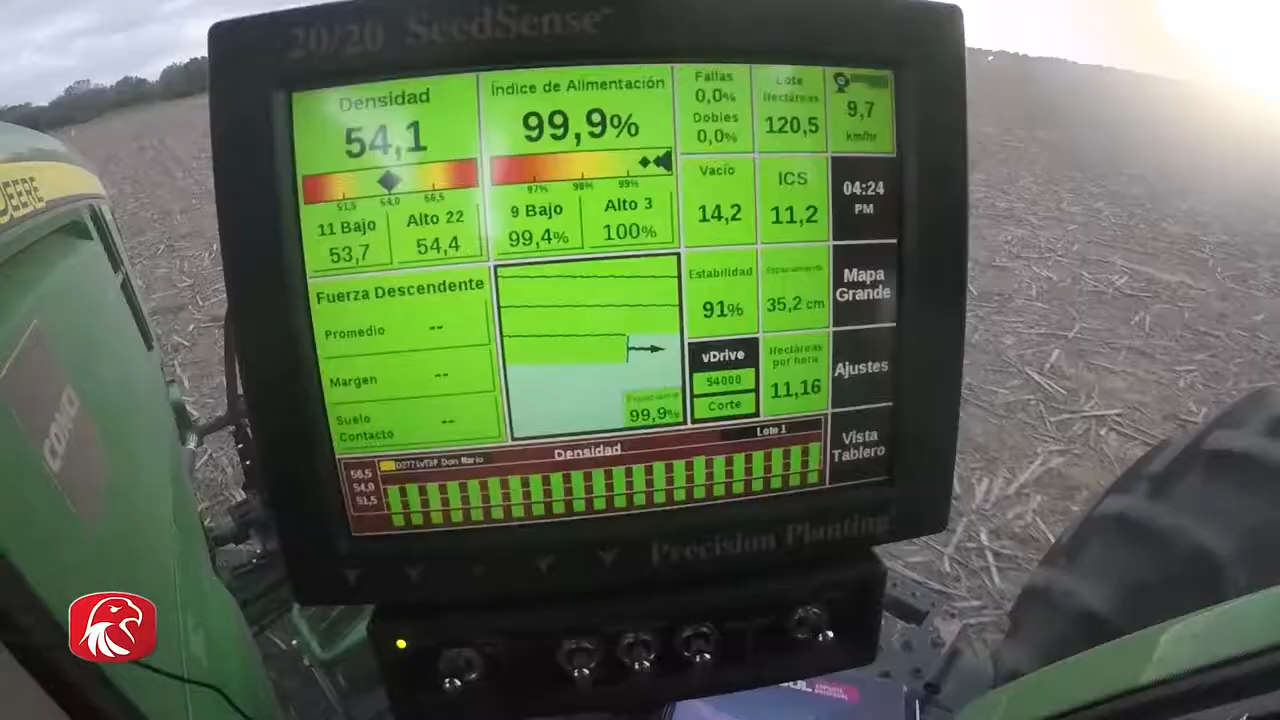 20/20 SeedSense
Densidad
54,1
51,5 54,0 56,5
11 Bajo
53,7
Alto 22
54,4
Índice de Alimentación
99,9%
97% 98% 99%
9 Bajo
99,4%
Alto 3
100%
Fallas
0,0%
Dobles
0,0%
Lote
Hectáreas
120,5
9,7
km/hr
Vacío
14,2
ICS
11,2
04:24
PM
Fuerza Descendente
Promedio --
Margen --
Suelo
Contacto --
99,9%
Estabilidad
91%
Espaciamiento
35,2 cm
Mapa
Grande
vDrive
54000
Corte
Hectáreas
por hora
11,16
Ajustes
Vista
Tablero
Don Mario
Densidad
Lote 1
56,5
54,0
51,5
Precision Planting
DEERE